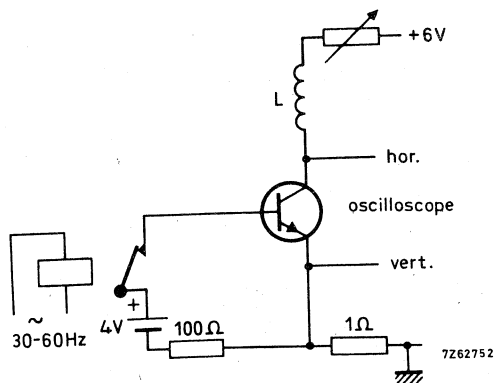 +6V
L
hor.
oscilloscope
vert.
+
4V
100Ω
1Ω
~
30-60Hz
7Z62752